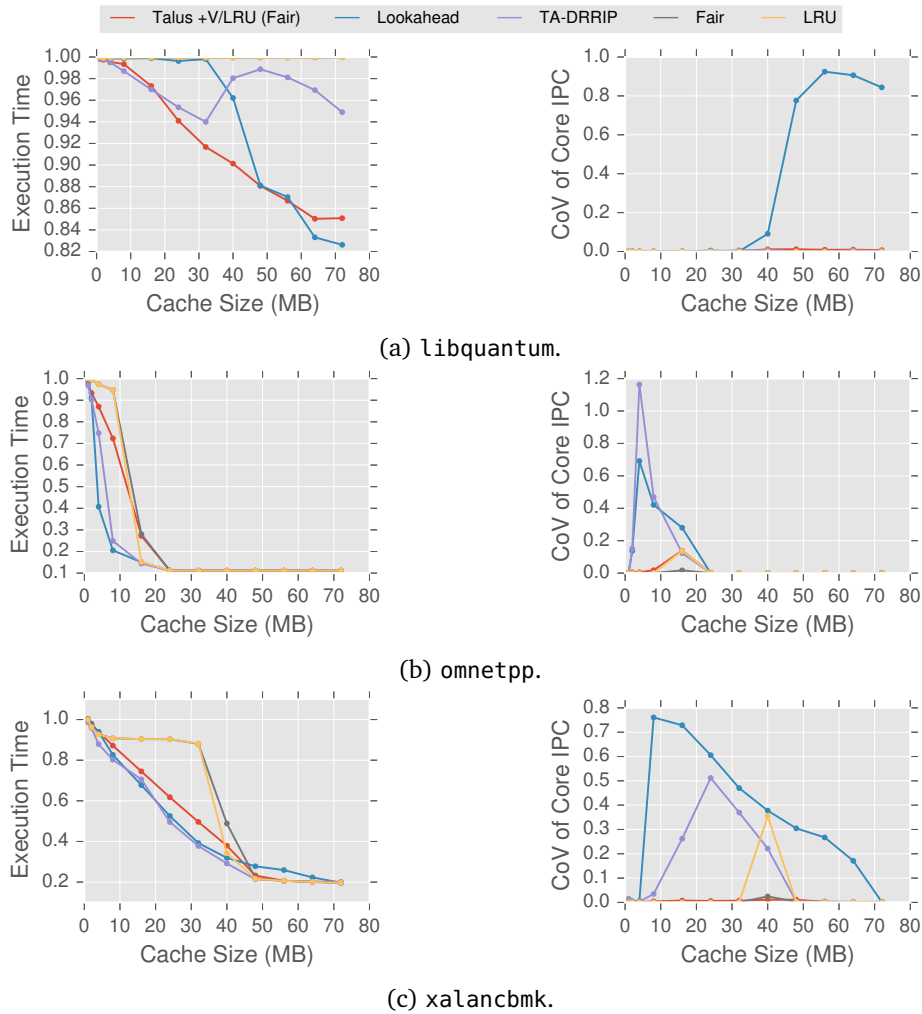 Talus +V/LRU (Fair) Lookahead TA-DRRIP Fair LRU
Execution Time
1.00
0.98
0.96
0.94
0.92
0.90
0.88
0.86
0.84
0.82
0 10 20 30 40 50 60 70 80
Cache Size (MB)
CoV of Core IPC
1.0
0.8
0.6
0.4
0.2
0.0
0 10 20 30 40 50 60 70 80
Cache Size (MB)
(a) libquantum.
Execution Time
1.0
0.9
0.8
0.7
0.6
0.5
0.4
0.3
0.2
0.1
0 10 20 30 40 50 60 70 80
Cache Size (MB)
CoV of Core IPC
1.2
1.0
0.8
0.6
0.4
0.2
0.0
0 10 20 30 40 50 60 70 80
Cache Size (MB)
(b) omnetpp.
Execution Time
1.0
0.8
0.6
0.4
0.2
0 10 20 30 40 50 60 70 80
Cache Size (MB)
CoV of Core IPC
0.8
0.7
0.6
0.5
0.4
0.3
0.2
0.1
0.0
0 10 20 30 40 50 60 70 80
Cache Size (MB)
(c) xalancbmk.